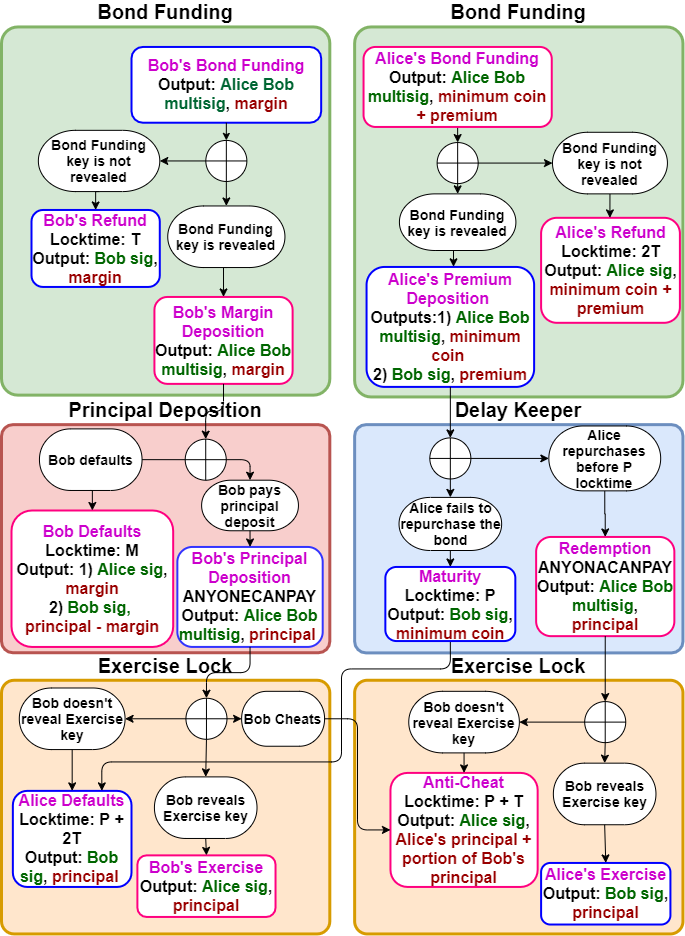 Bond Funding
Bob's Bond Funding
Output: Alice Bob
multisig, margin
Bond Funding
key is not
revealed
Bob's Refund
Locktime: T
Output: Bob sig,
margin
Bond Funding
key is revealed
Bob's Margin
Deposition
Output: Alice Bob
multisig, margin
Bond Funding
Alice's Bond Funding
Output: Alice Bob
multisig, minimum coin
+ premium
Bond Funding
key is not
revealed
Bond Funding
key is revealed
Alice's Refund
Locktime: 2T
Output: Alice sig,
minimum coin +
premium
Alice's Premium
Deposition
Outputs:1) Alice Bob
multisig, minimum
coin
2) Bob sig, premium
Principal Deposition
Bob defaults
Bob pays
principal
deposit
Bob Defaults
Locktime: M
Output: 1) Alice sig,
margin
2) Bob sig,
principal - margin
Bob's Principal
Deposition
ANYONECANPAY
Output: Alice Bob
multisig, principal
Delay Keeper
Alice
repurchases
before P
locktime
Alice fails to
repurchase the
bond
Maturity
Locktime: P
Output: Bob sig,
minimum coin
Redemption
ANYONACANPAY
Output: Alice Bob
multisig,
principal
Exercise Lock
Bob doesn't
reveal Exercise
key
Bob Cheats
Bob reveals
Exercise key
Alice Defaults
Locktime: P +
2T
Output: Bob
sig, principal
Bob's Exercise
Output: Alice sig,
principal
Exercise Lock
Bob doesn't
reveal Exercise
key
Bob reveals
Exercise key
Anti-Cheat
Locktime: P + T
Output: Alice sig,
Alice's principal +
portion of Bob's
principal
Alice's Exercise
Output: Bob sig,
principal